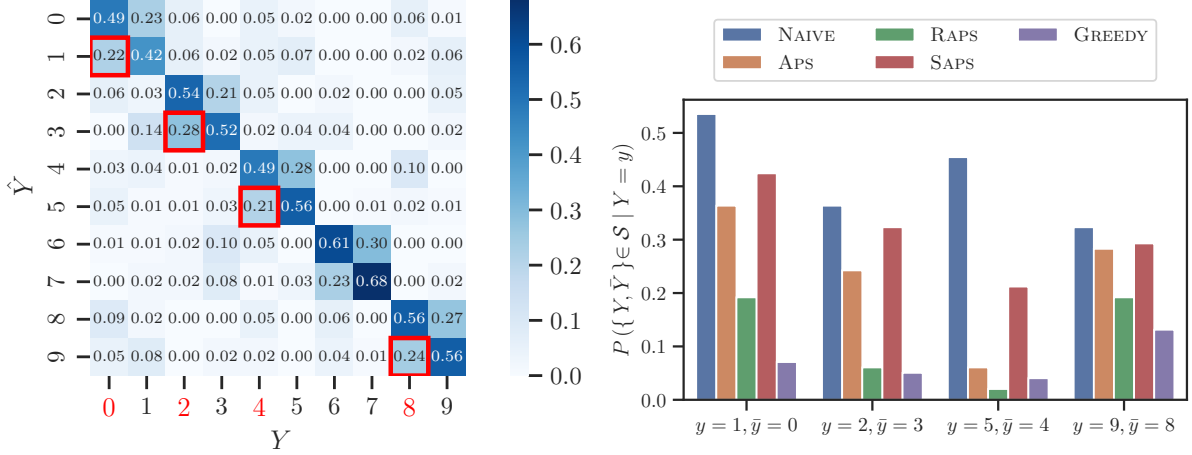 0 0.49 0.23 0.06 0.00 0.05 0.02 0.00 0.00 0.06 0.01
1 0.22 0.42 0.06 0.02 0.05 0.07 0.00 0.00 0.02 0.06
2 0.06 0.03 0.54 0.21 0.05 0.00 0.02 0.00 0.00 0.05
3 0.00 0.14 0.28 0.52 0.02 0.04 0.04 0.00 0.00 0.02
4 0.03 0.04 0.01 0.02 0.49 0.28 0.00 0.00 0.10 0.00
5 0.05 0.01 0.01 0.03 0.21 0.56 0.00 0.01 0.02 0.01
6 0.01 0.01 0.02 0.10 0.05 0.00 0.61 0.30 0.00 0.00
7 0.00 0.02 0.02 0.08 0.01 0.03 0.23 0.68 0.00 0.02
8 0.09 0.02 0.00 0.00 0.05 0.00 0.06 0.00 0.56 0.27
9 0.05 0.08 0.00 0.02 0.02 0.00 0.04 0.01 0.24 0.56
0 1 2 3 4 5 6 7 8 9
Y
Ŷ
0.6
0.5
0.4
0.3
0.2
0.1
0.0
NAIVE RAPS GREEDY
APS SAPS
P({Y, Ȳ} ∈ 𝒮 | Y = y)
0.5
0.4
0.3
0.2
0.1
0.0
y = 1, ȳ = 0 y = 2, ȳ = 3 y = 5, ȳ = 4 y = 9, ȳ = 8